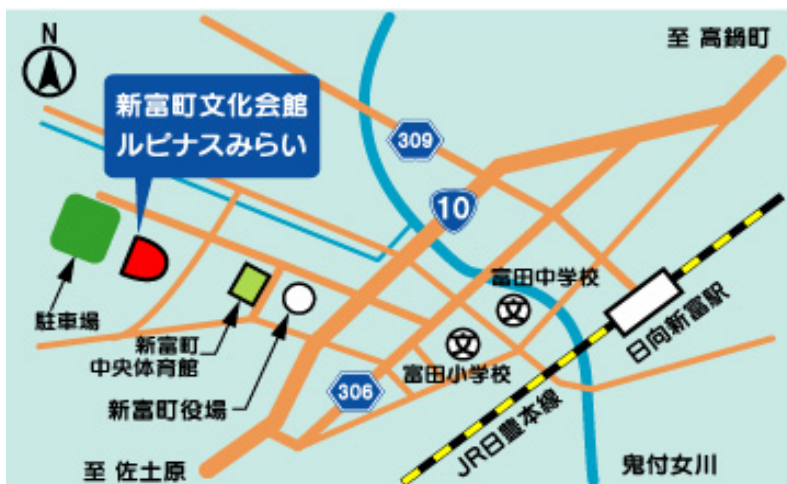 N
至 高鍋町
新富町文化会館
ルピナスみらい
309
10
富田中学校
駐車場
新富町
中央体育館
日向新富駅
富田小学校
306
新富町役場
JR日豊本線
至 佐土原
鬼付女川
文
文